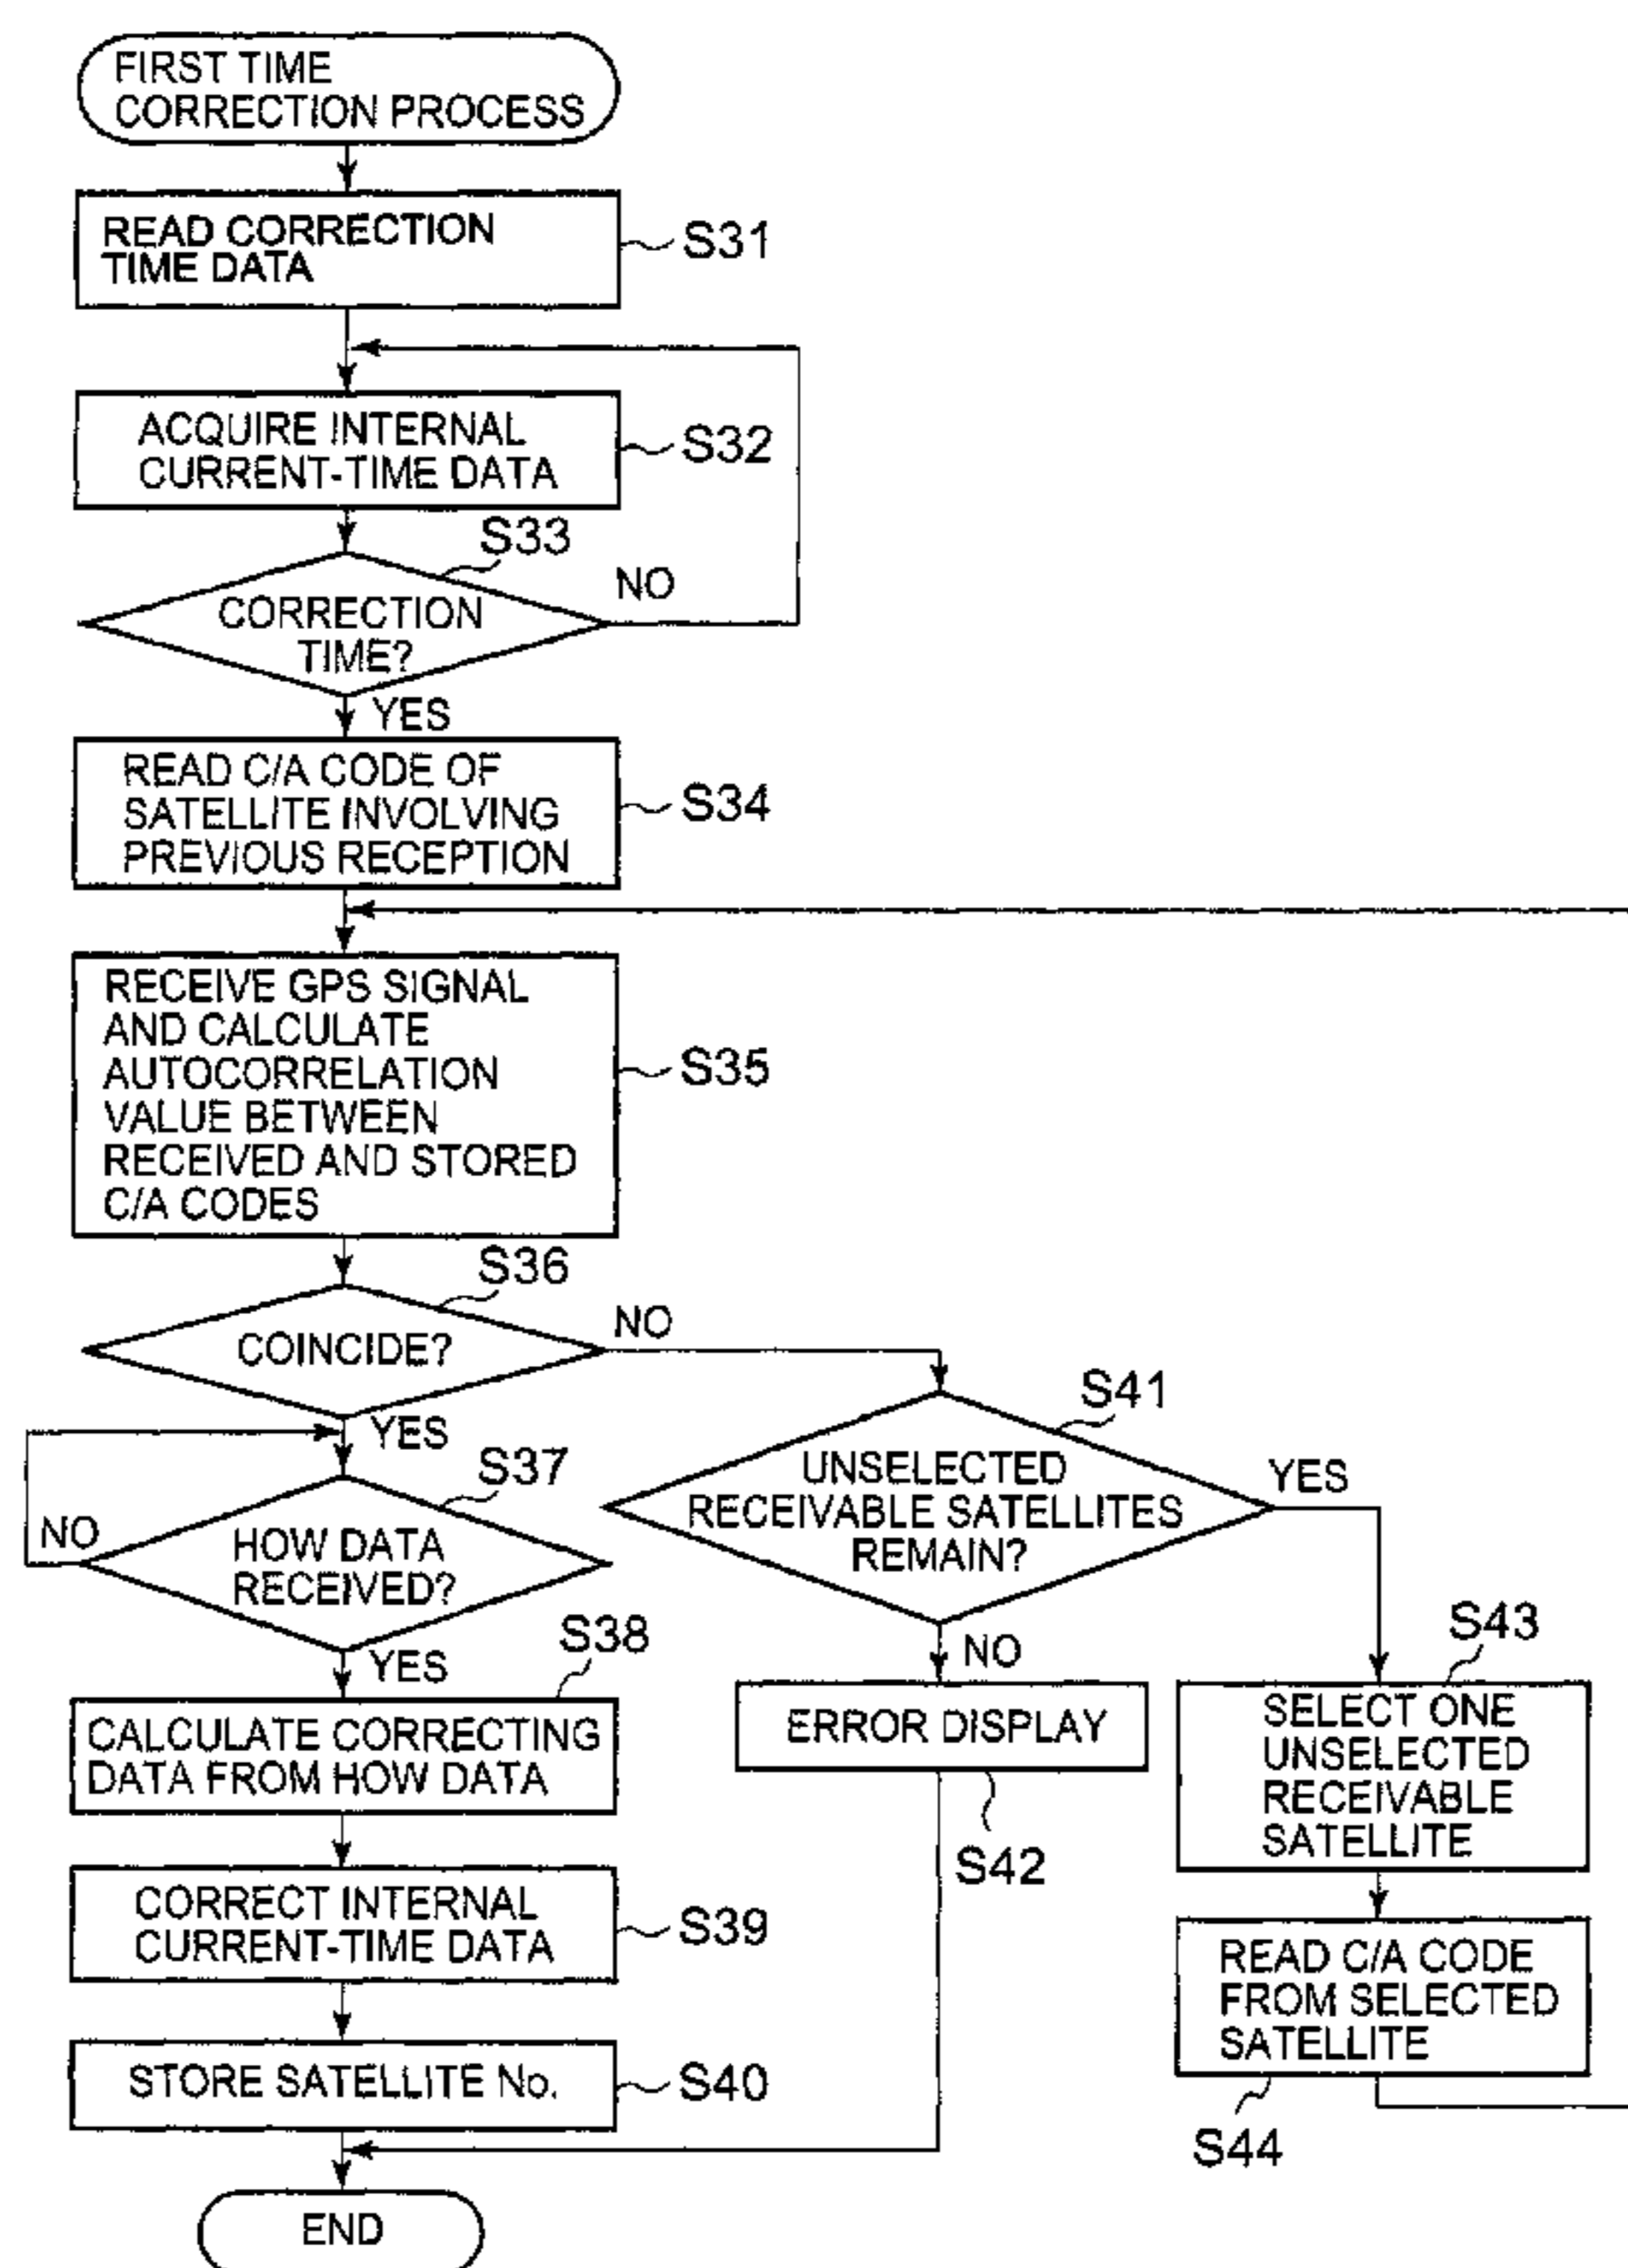 FIRST TIME
CORRECTION PROCESS
READ CORRECTION
TIME DATA
S31
ACQUIRE INTERNAL
CURRENT-TIME DATA
S32
S33
CORRECTION
TIME?
NO
YES
READ C/A CODE OF
SATELLITE INVOLVING
PREVIOUS RECEPTION
S34
RECEIVE GPS SIGNAL
AND CALCULATE
AUTOCORRELATION
VALUE BETWEEN
RECEIVED AND STORED
C/A CODES
S35
S36
COINCIDE?
NO
YES
S37
HOW DATA
RECEIVED?
NO
YES
S38
CALCULATE CORRECTING
DATA FROM HOW DATA
CORRECT INTERNAL
CURRENT-TIME DATA
S39
STORE SATELLITE No.
S40
END
S41
UNSELECTED
RECEIVABLE SATELLITES
REMAIN?
YES
NO
ERROR DISPLAY
S42
S43
SELECT ONE
UNSELECTED
RECEIVABLE
SATELLITE
READ C/A CODE
FROM SELECTED
SATELLITE
S44